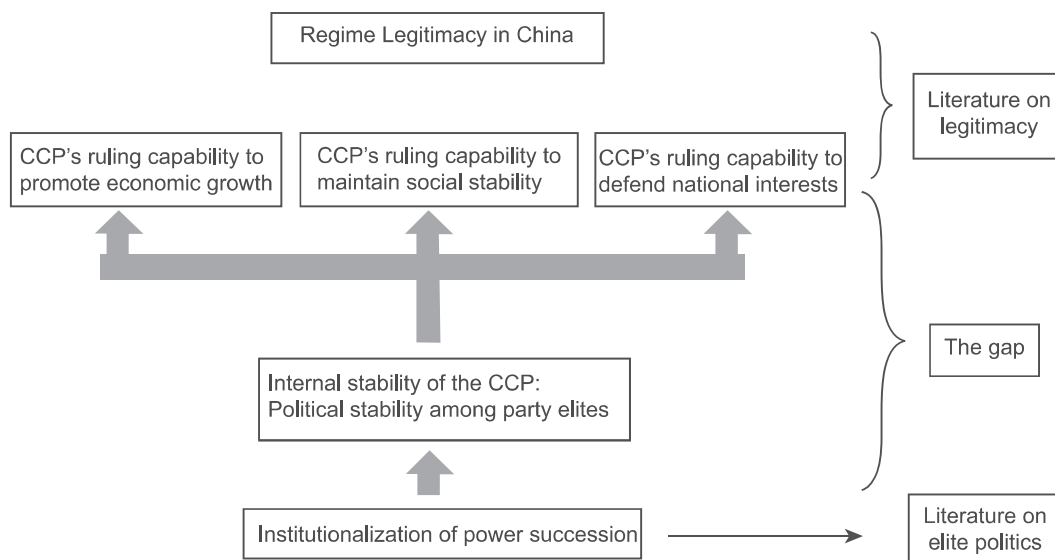 Regime Legitimacy in China
Literature on
legitimacy
CCP's ruling capability to
promote economic growth
CCP's ruling capability to
maintain social stability
CCP's ruling capability to
defend national interests
The gap
Internal stability of the CCP:
Political stability among party elites
Institutionalization of power succession
Literature on
elite politics